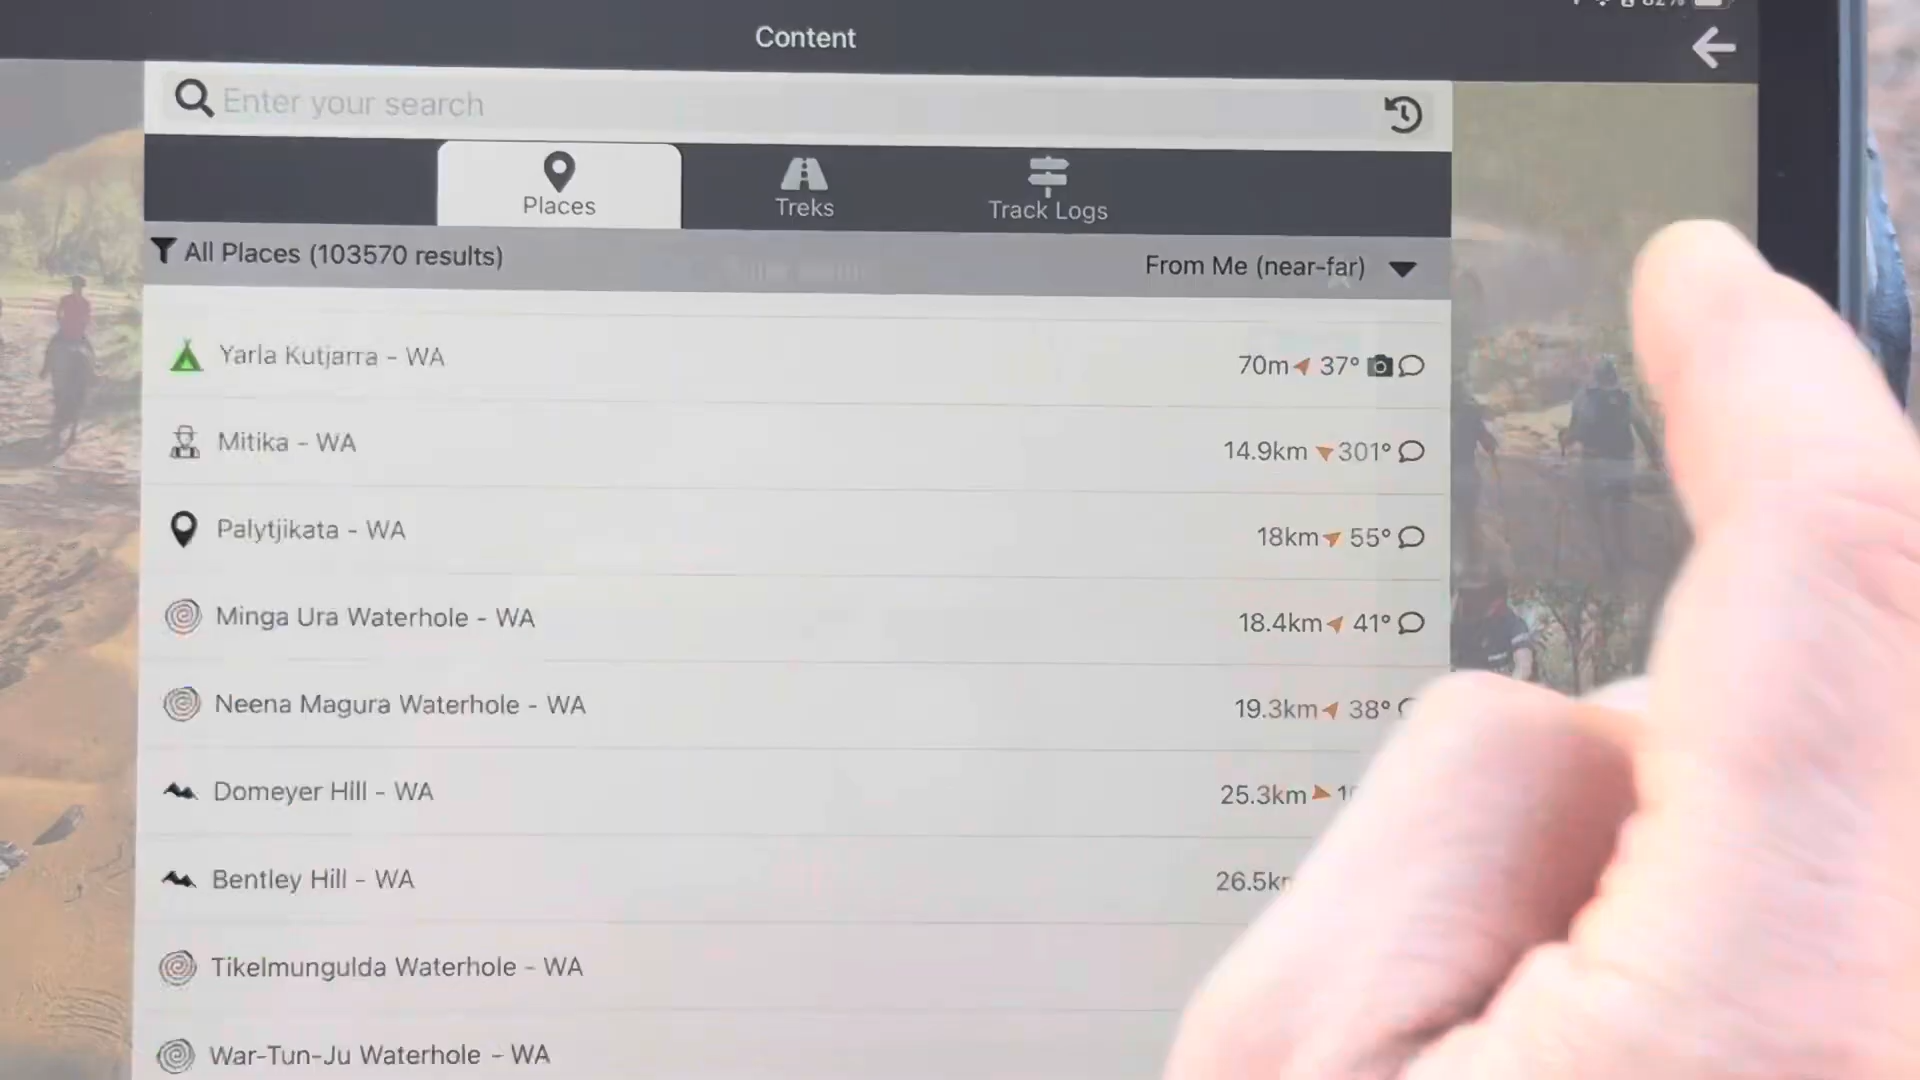 82%
Content
Enter your search
Places
Treks
Track Logs
All Places (103570 results)
From Me (near-far)
Yarla Kutjarra - WA
70m 37°
Mitika - WA
14.9km 301°
Palytjikata - WA
18km 55°
Minga Ura Waterhole - WA
18.4km 41°
Neena Magura Waterhole - WA
19.3km 38°
Domeyer Hill - WA
25.3km
Bentley Hill - WA
26.5km
Tikelmungulda Waterhole - WA
War-Tun-Ju Waterhole - WA